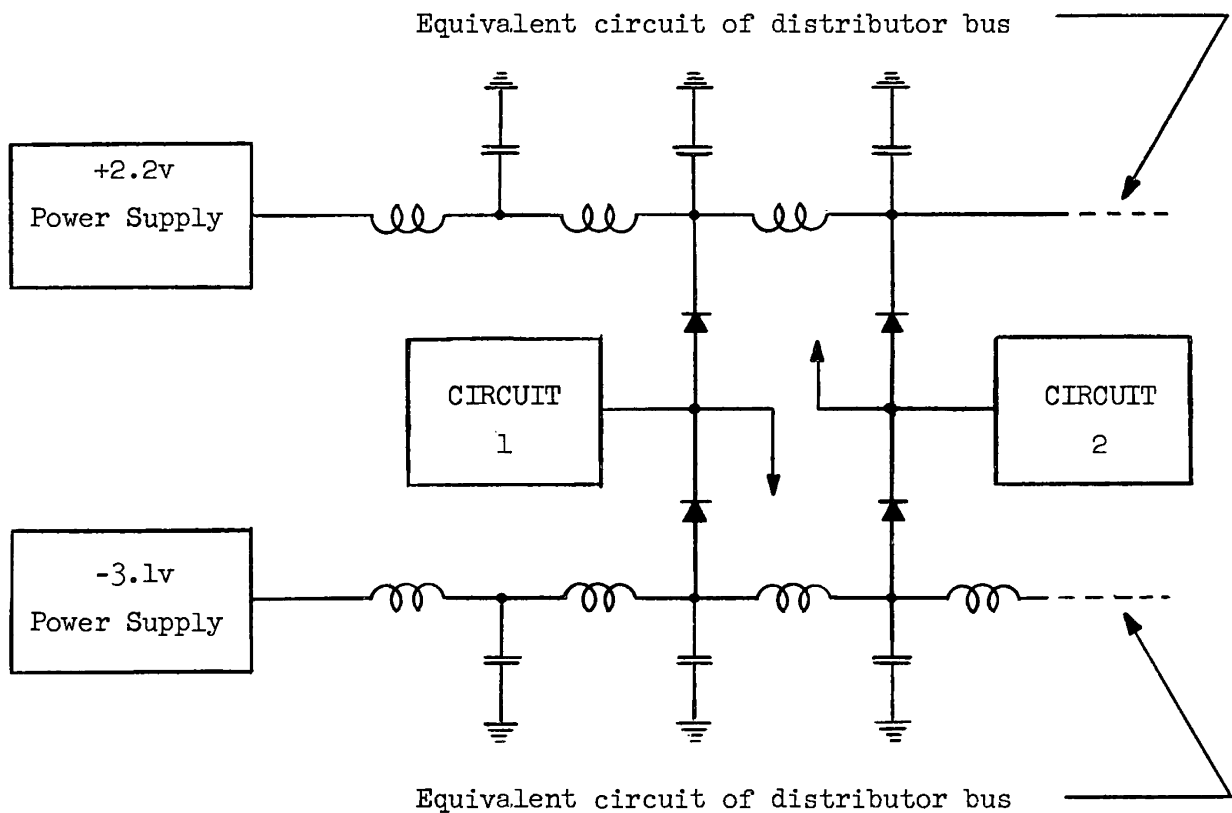 Equivalent circuit of distributor bus
+2.2v
Power Supply
CIRCUIT
1
CIRCUIT
2
-3.1v
Power Supply
Equivalent circuit of distributor bus